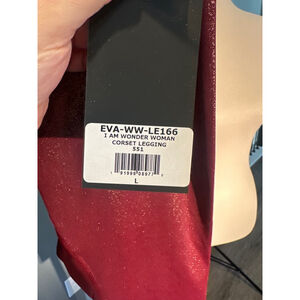 EVA-WW-LE166
I AM WONDER WOMAN
CORSET LEGGING
551
L